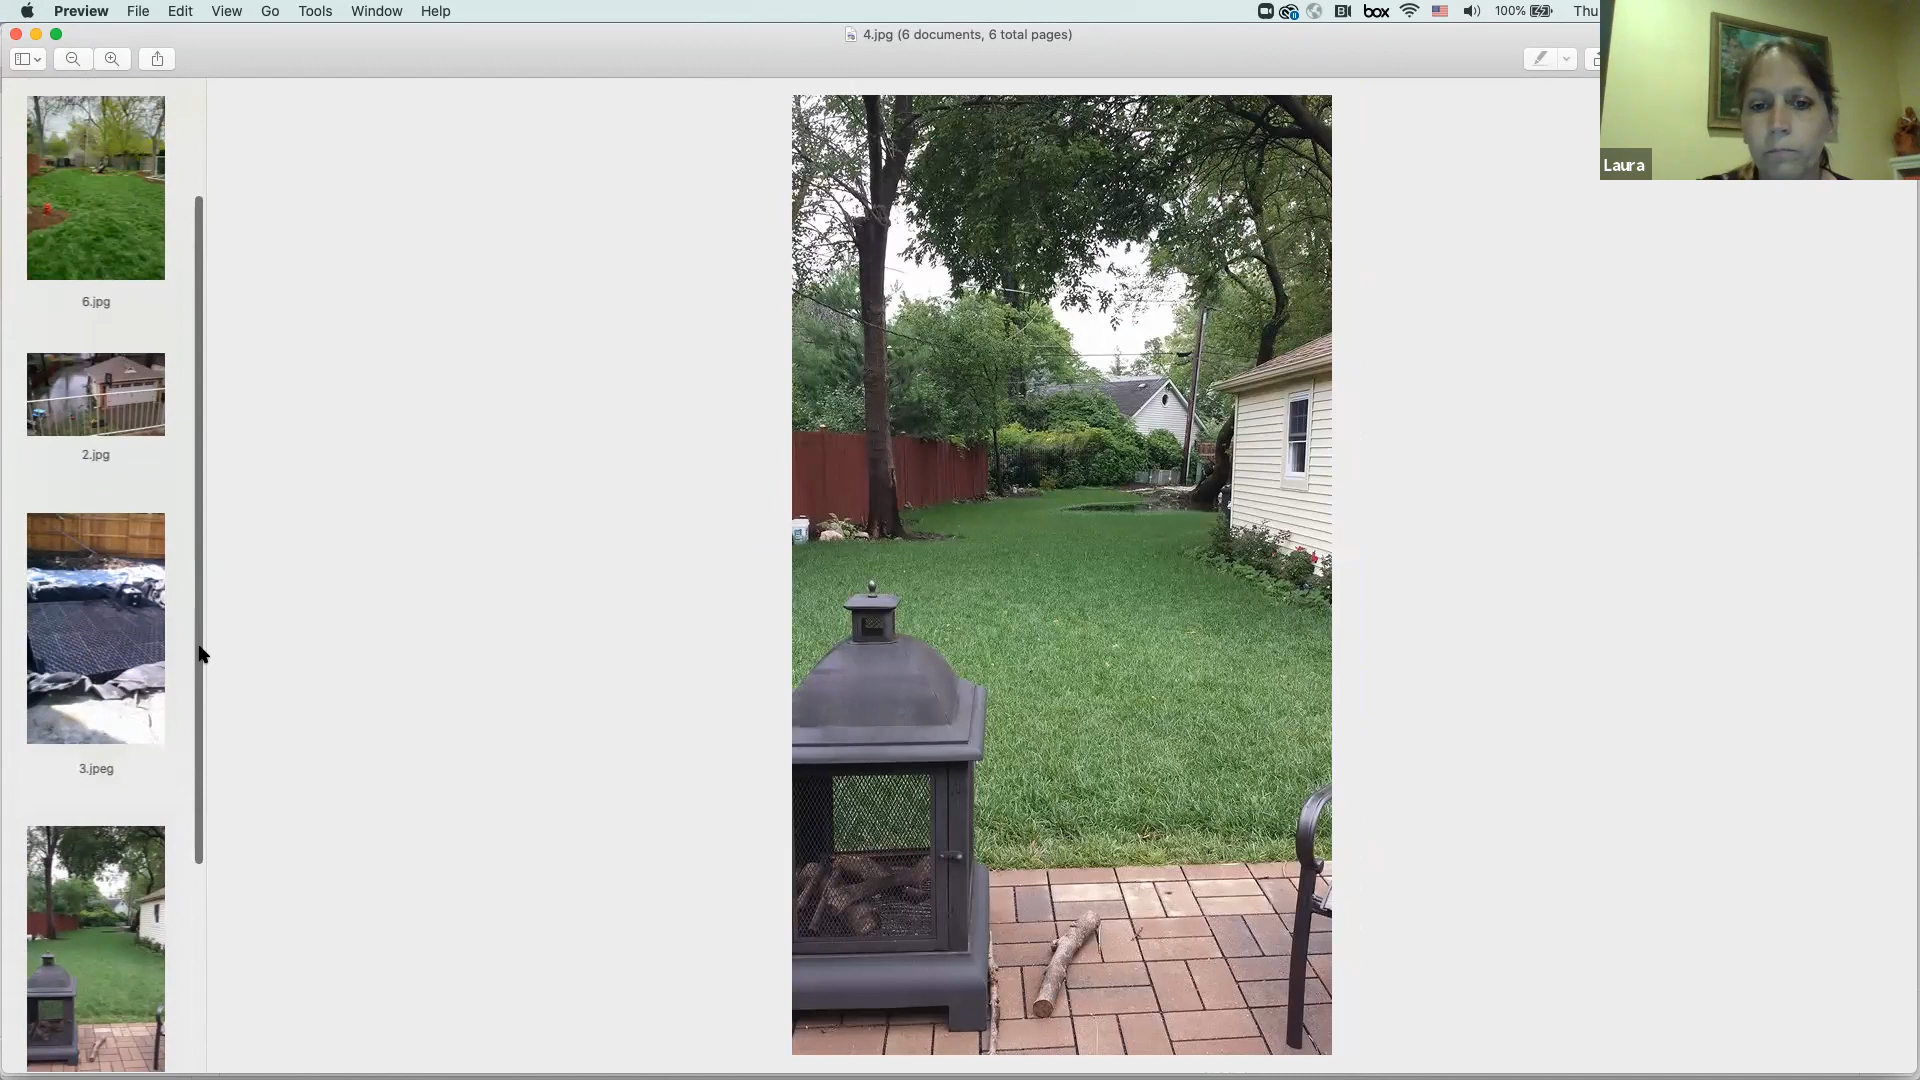 Preview File Edit View Go Tools Window Help box 100% Thu
4.jpg (6 documents, 6 total pages)
Laura
6.jpg
2.jpg
3.jpeg